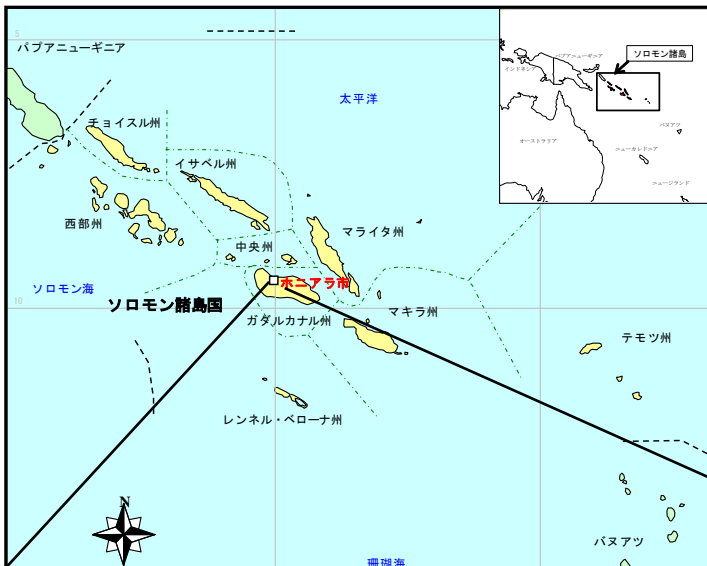 5
パプアニューギニア
太平洋
チョイスル州
イサベル州
西部州
中央州
マライタ州
ソロモン海
ホニアラ市
ソロモン諸島国
10
ガダルカナル州
マキラ州
テモツ州
レンネル・ベローナ州
N
バヌアツ
珊瑚海
ソロモン諸島
パプアニューギニア
インドネシア
オーストラリア
バヌアツ
ニューカレドニア
ニュージランド